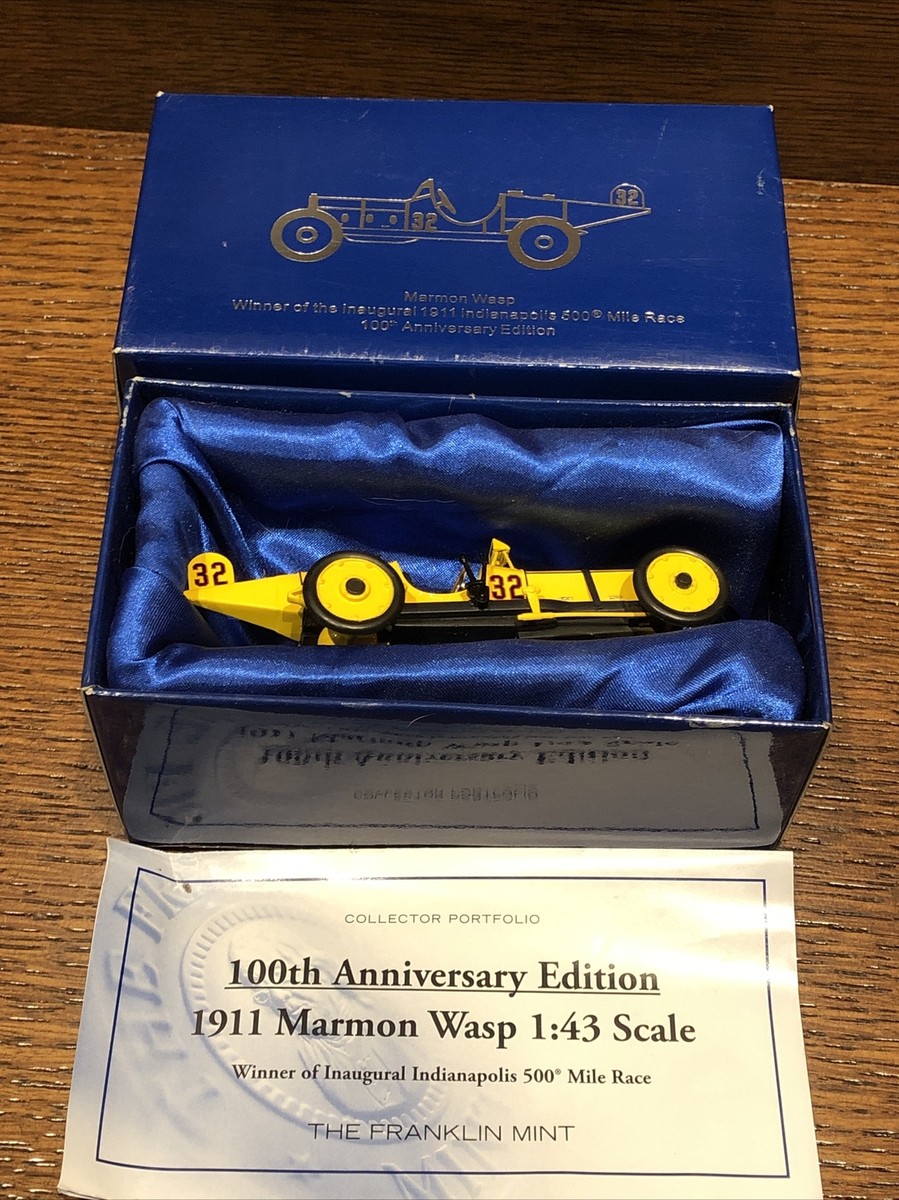 32
32
Marmon Wasp
Winner of the Inaugural 1911 Indianapolis 500® Mile Race
100th Anniversary Edition
32
32
COLLECTOR PORTFOLIO
100th Anniversary Edition
1911 Marmon Wasp 1:43 Scale
Winner of Inaugural Indianapolis 500® Mile Race
THE FRANKLIN MINT